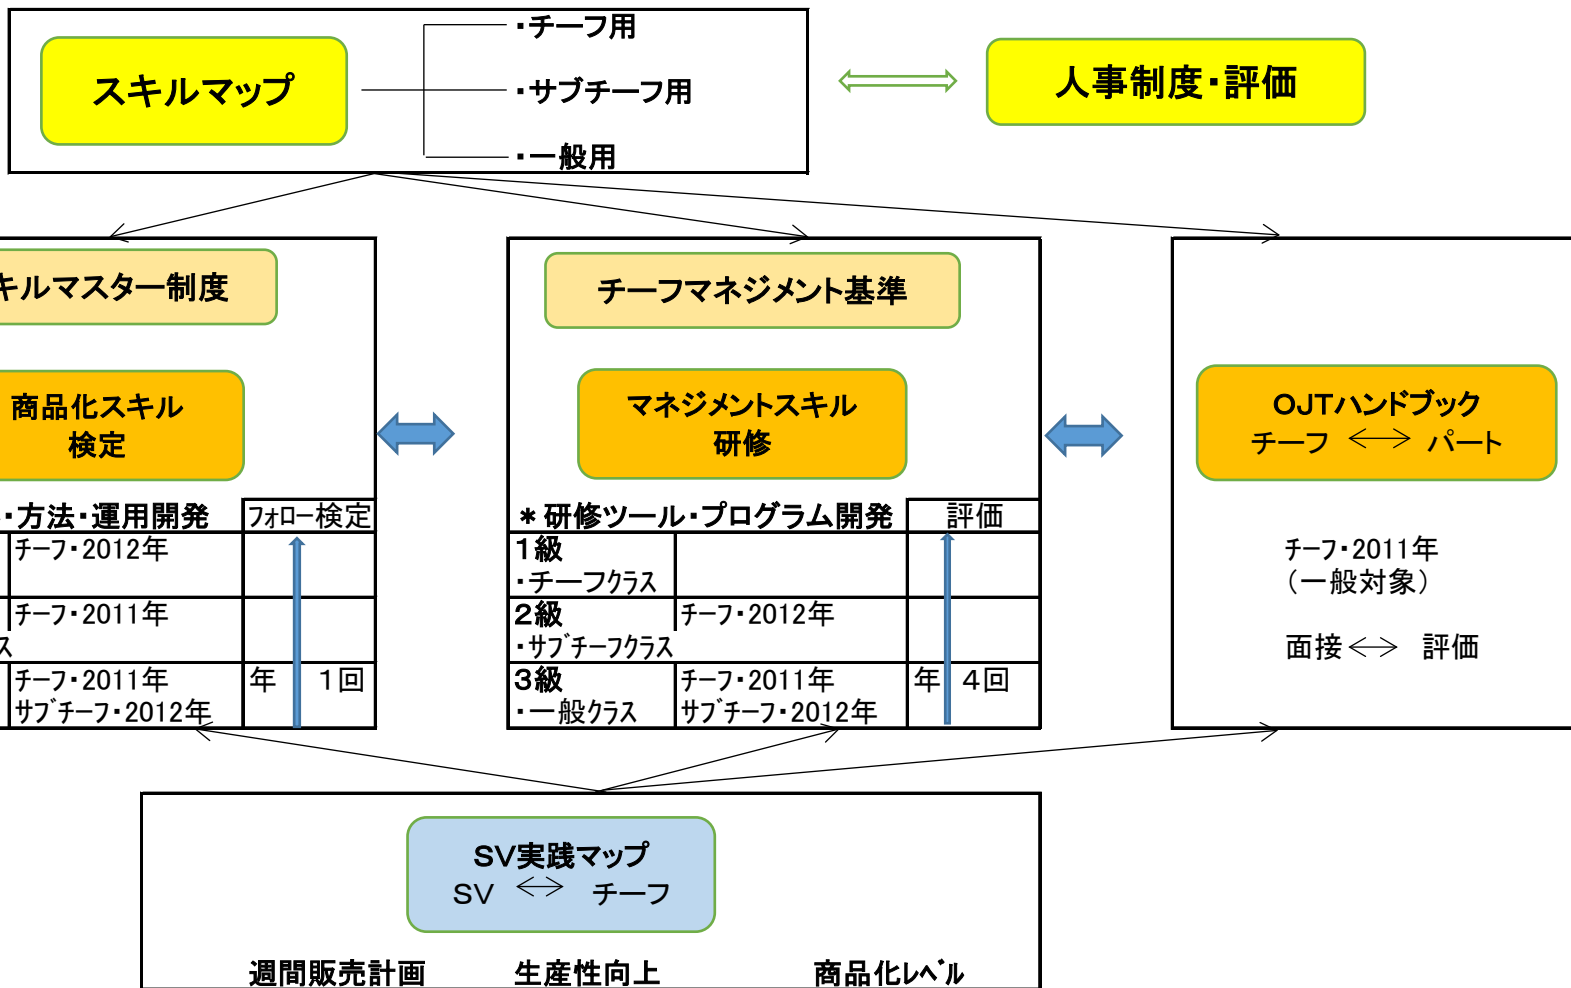 ・チーフ用
スキルマップ
・サブチーフ用
人事制度・評価
・一般用
キルマスター制度
チーフマネジメント基準
商品化スキル
検定
マネジメントスキル
研修
OJTハンドブック
チーフ ⟷ パート
・方法・運用開発
フォロー検定
チーフ・2012年
チーフ・2011年
ス
チーフ・2011年
サブチーフ・2012年
年 1回
*研修ツール・プログラム開発
評価
1級
・チーフクラス
2級
チーフ・2012年
・サブチーフクラス
3級
チーフ・2011年
・一般クラス
サブチーフ・2012年
年 4回
チーフ・2011年
(一般対象)
面接 ⟷ 評価
SV実践マップ
SV ⟷ チーフ
週間販売計画
生産性向上
商品化レベル